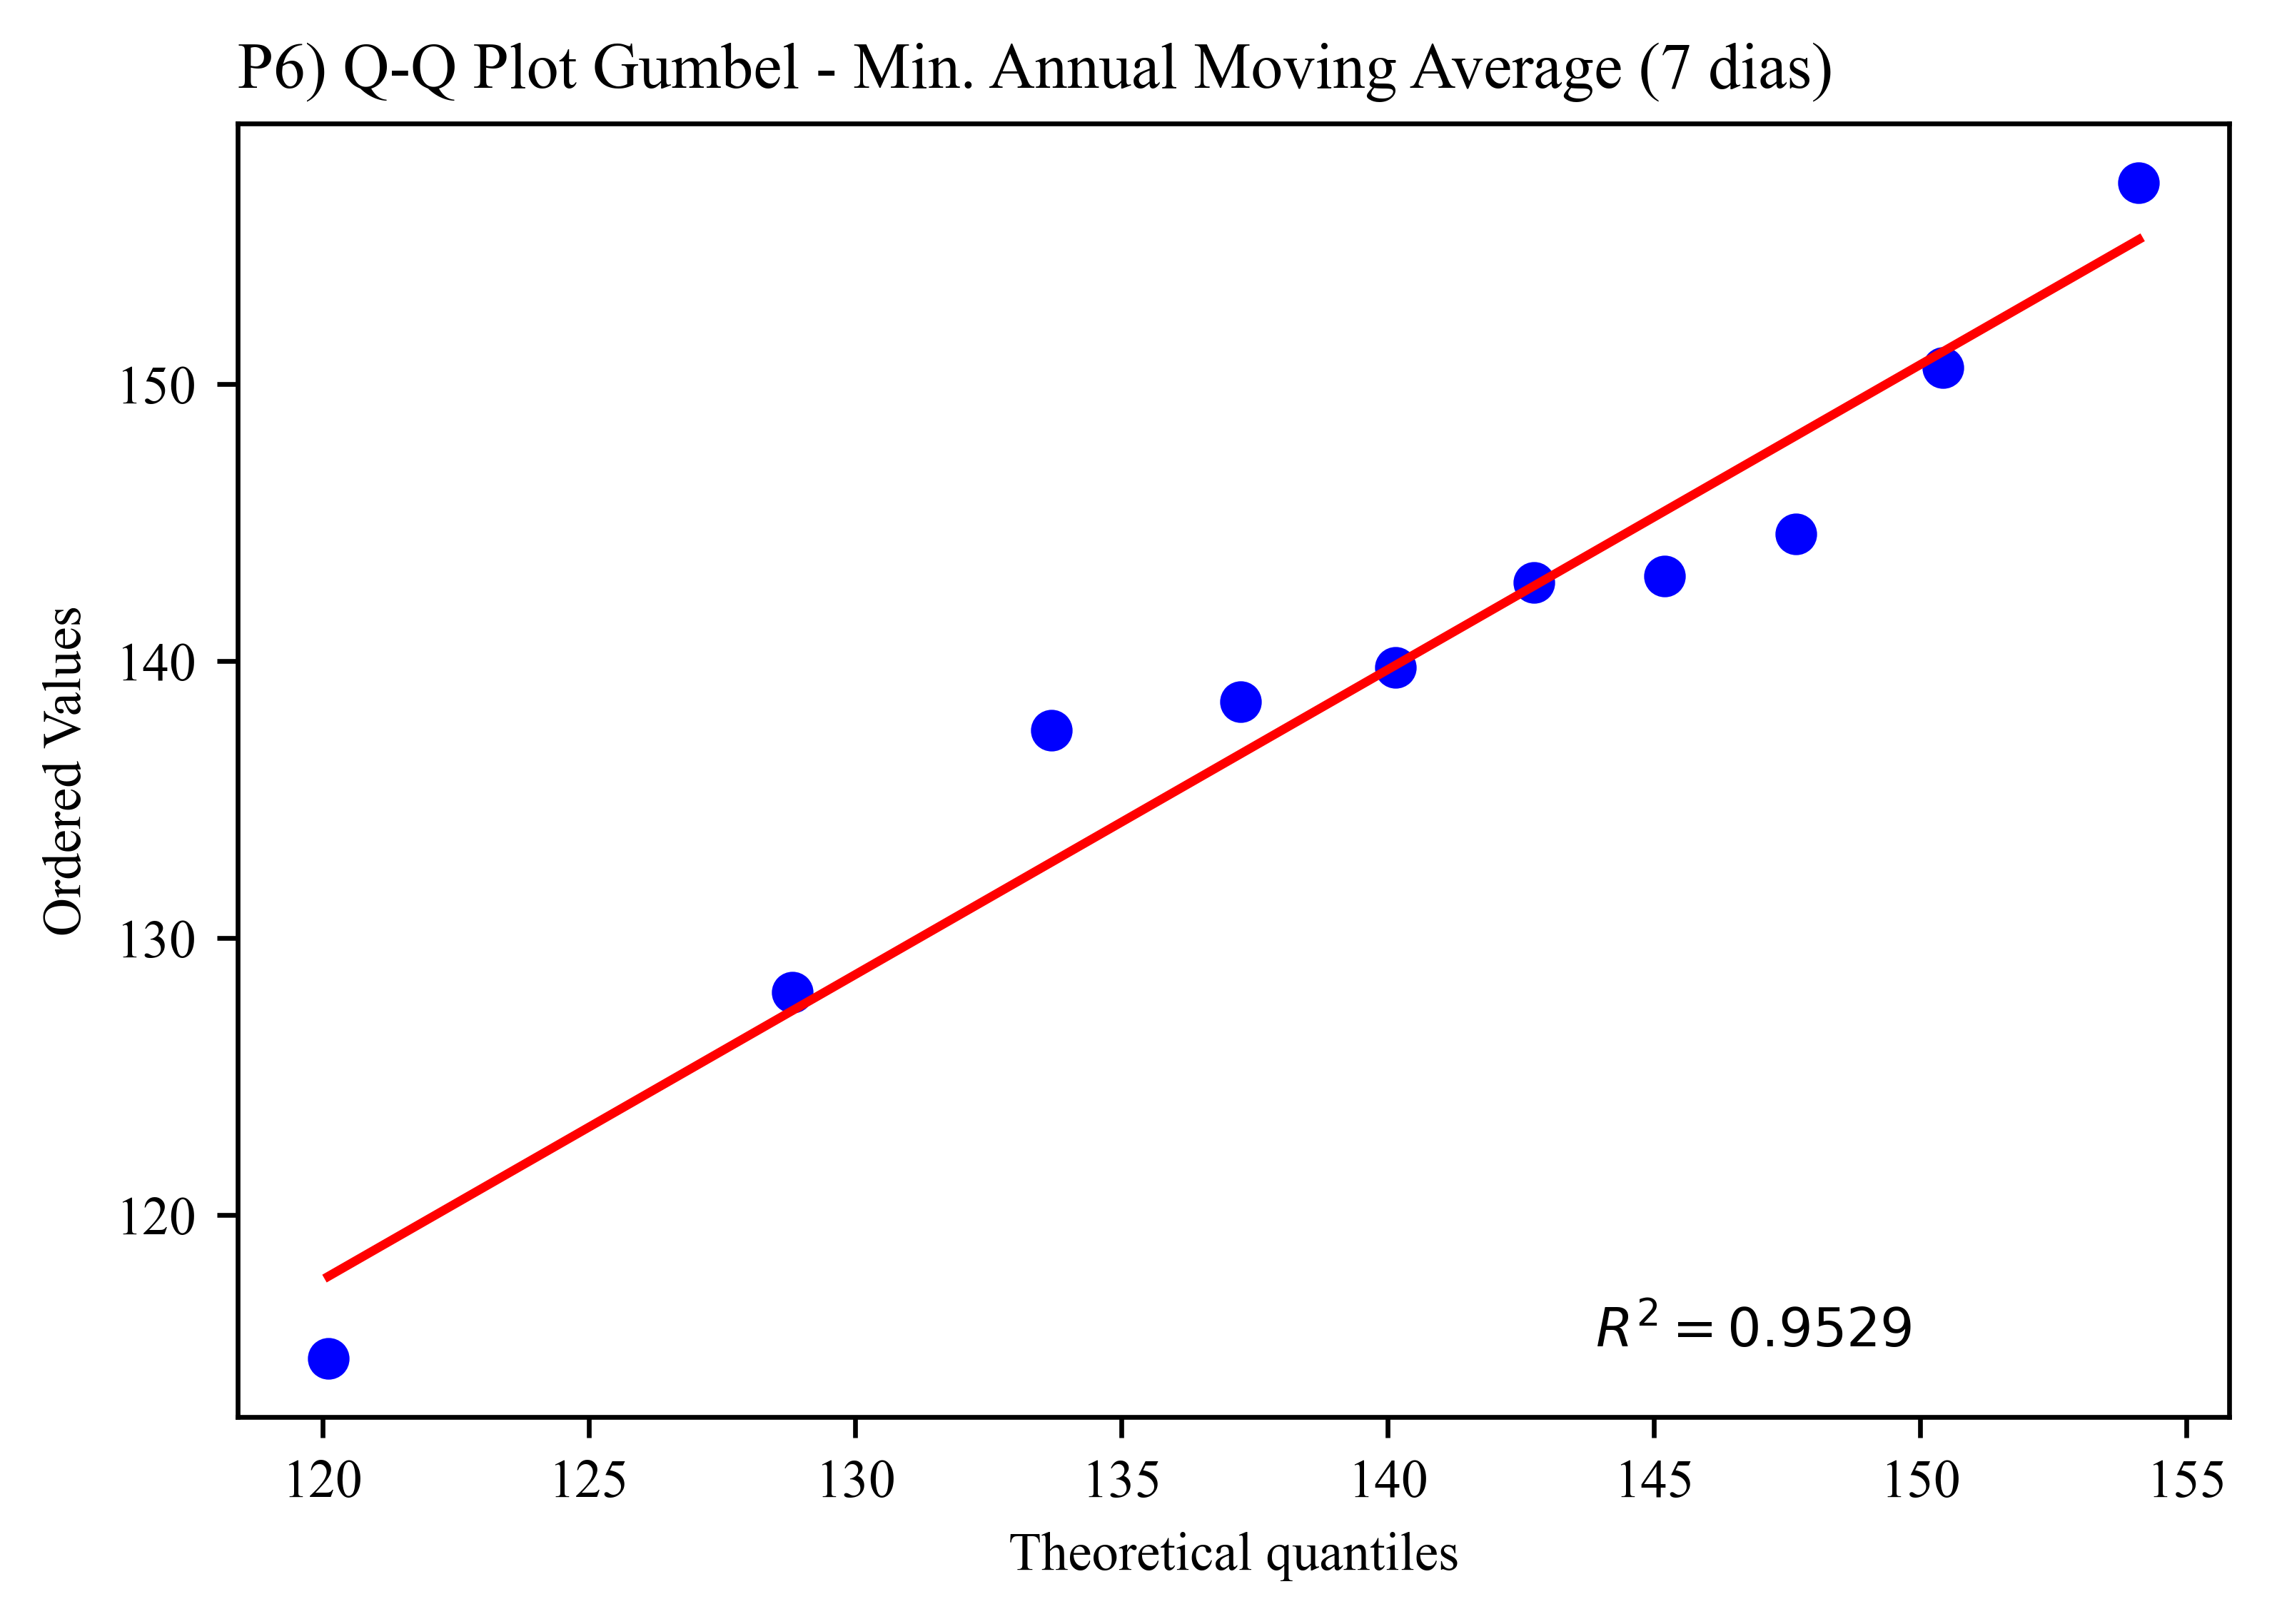 P6) Q-Q Plot Gumbel - Min. Annual Moving Average (7 dias)
Ordered Values
150
140
130
120
R² = 0.9529
120 125 130 135 140 145 150 155
Theoretical quantiles